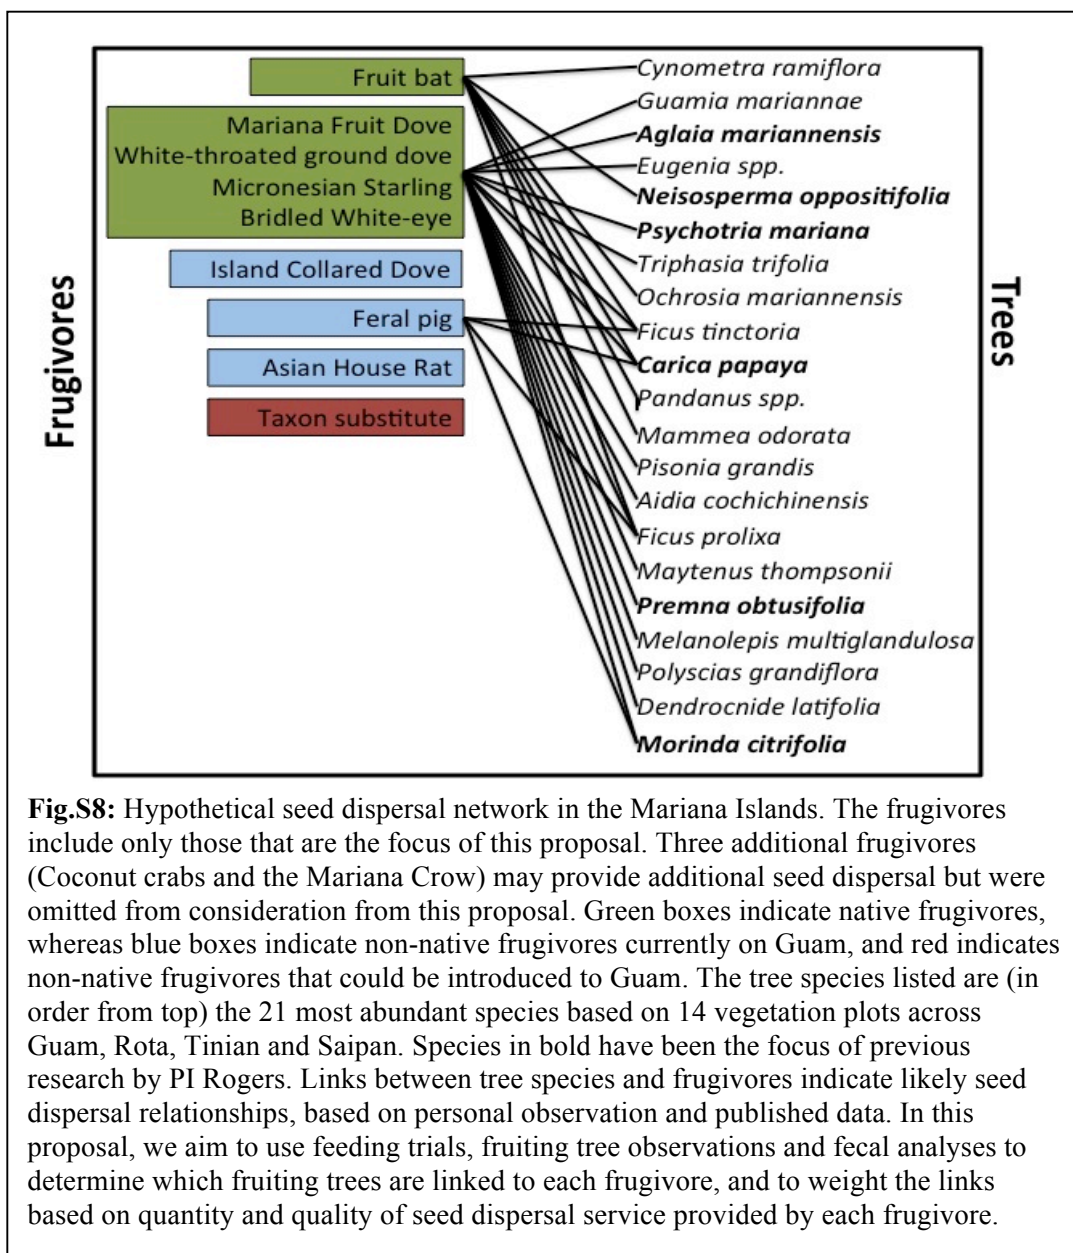 Frugivores
Fruit bat
Mariana Fruit Dove
White-throated ground dove
Micronesian Starling
Bridled White-eye
Island Collared Dove
Feral pig
Asian House Rat
Taxon substitute
Cynometra ramiflora
Guamia mariannae
Aglaia mariannensis
Eugenia spp.
Neisosperma oppositifolia
Psychotria mariana
Triphasia trifolia
Ochrosia mariannensis
Ficus tinctoria
Carica papaya
Pandanus spp.
Mammea odorata
Pisonia grandis
Aidia cochichinensis
Ficus prolixa
Maytenus thompsonii
Premna obtusifolia
Melanolepis multiglandulosa
Polyscias grandiflora
Dendrocnide latifolia
Morinda citrifolia
Trees
Fig.S8: Hypothetical seed dispersal network in the Mariana Islands. The frugivores
include only those that are the focus of this proposal. Three additional frugivores
(Coconut crabs and the Mariana Crow) may provide additional seed dispersal but were
omitted from consideration from this proposal. Green boxes indicate native frugivores,
whereas blue boxes indicate non-native frugivores currently on Guam, and red indicates
non-native frugivores that could be introduced to Guam. The tree species listed are (in
order from top) the 21 most abundant species based on 14 vegetation plots across
Guam, Rota, Tinian and Saipan. Species in bold have been the focus of previous
research by PI Rogers. Links between tree species and frugivores indicate likely seed
dispersal relationships, based on personal observation and published data. In this
proposal, we aim to use feeding trials, fruiting tree observations and fecal analyses to
determine which fruiting trees are linked to each frugivore, and to weight the links
based on quantity and quality of seed dispersal service provided by each frugivore.